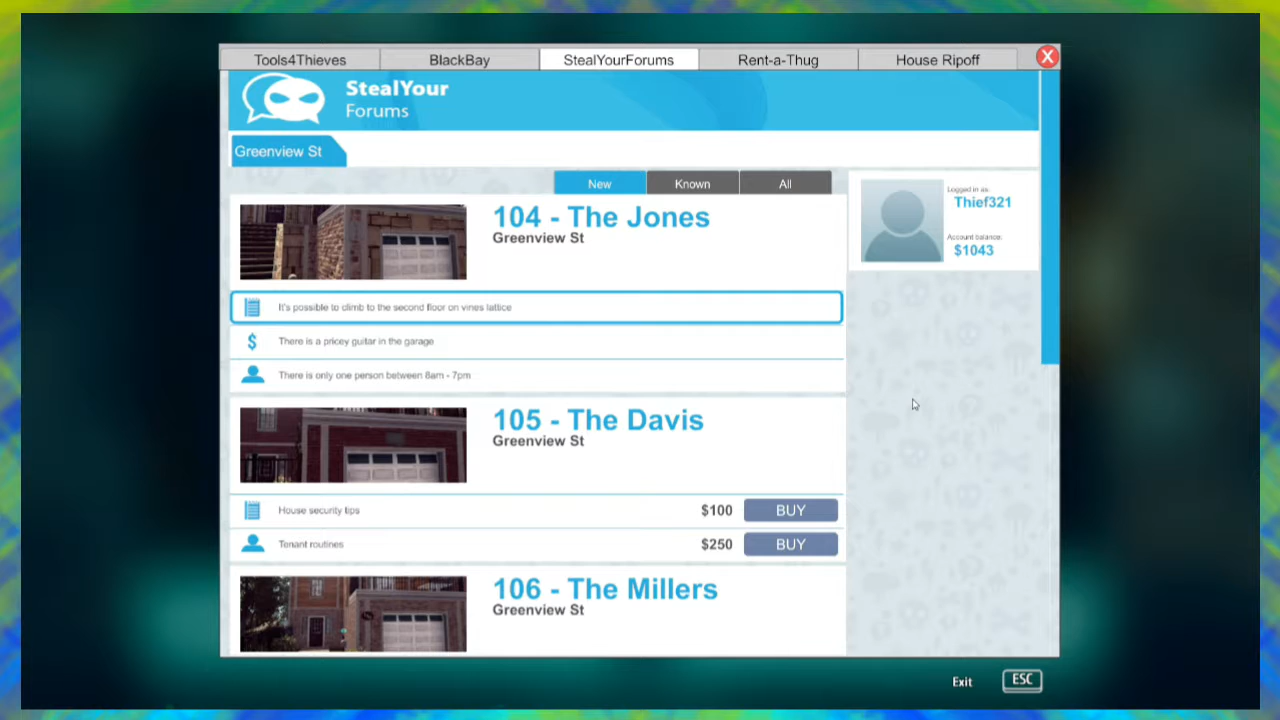 Tools4Thieves
BlackBay
StealYourForums
Rent-a-Thug
House Ripoff
X
StealYour
Forums
Greenview St
New
Known
All
Logged in as:
Thief321
Account balance:
$1043
104 - The Jones
Greenview St
It's possible to climb to the second floor on vines lattice
$
There is a pricey guitar in the garage
There is only one person between 8am - 7pm
105 - The Davis
Greenview St
House security tips
$100
BUY
Tenant routines
$250
BUY
106 - The Millers
Greenview St
Exit
ESC